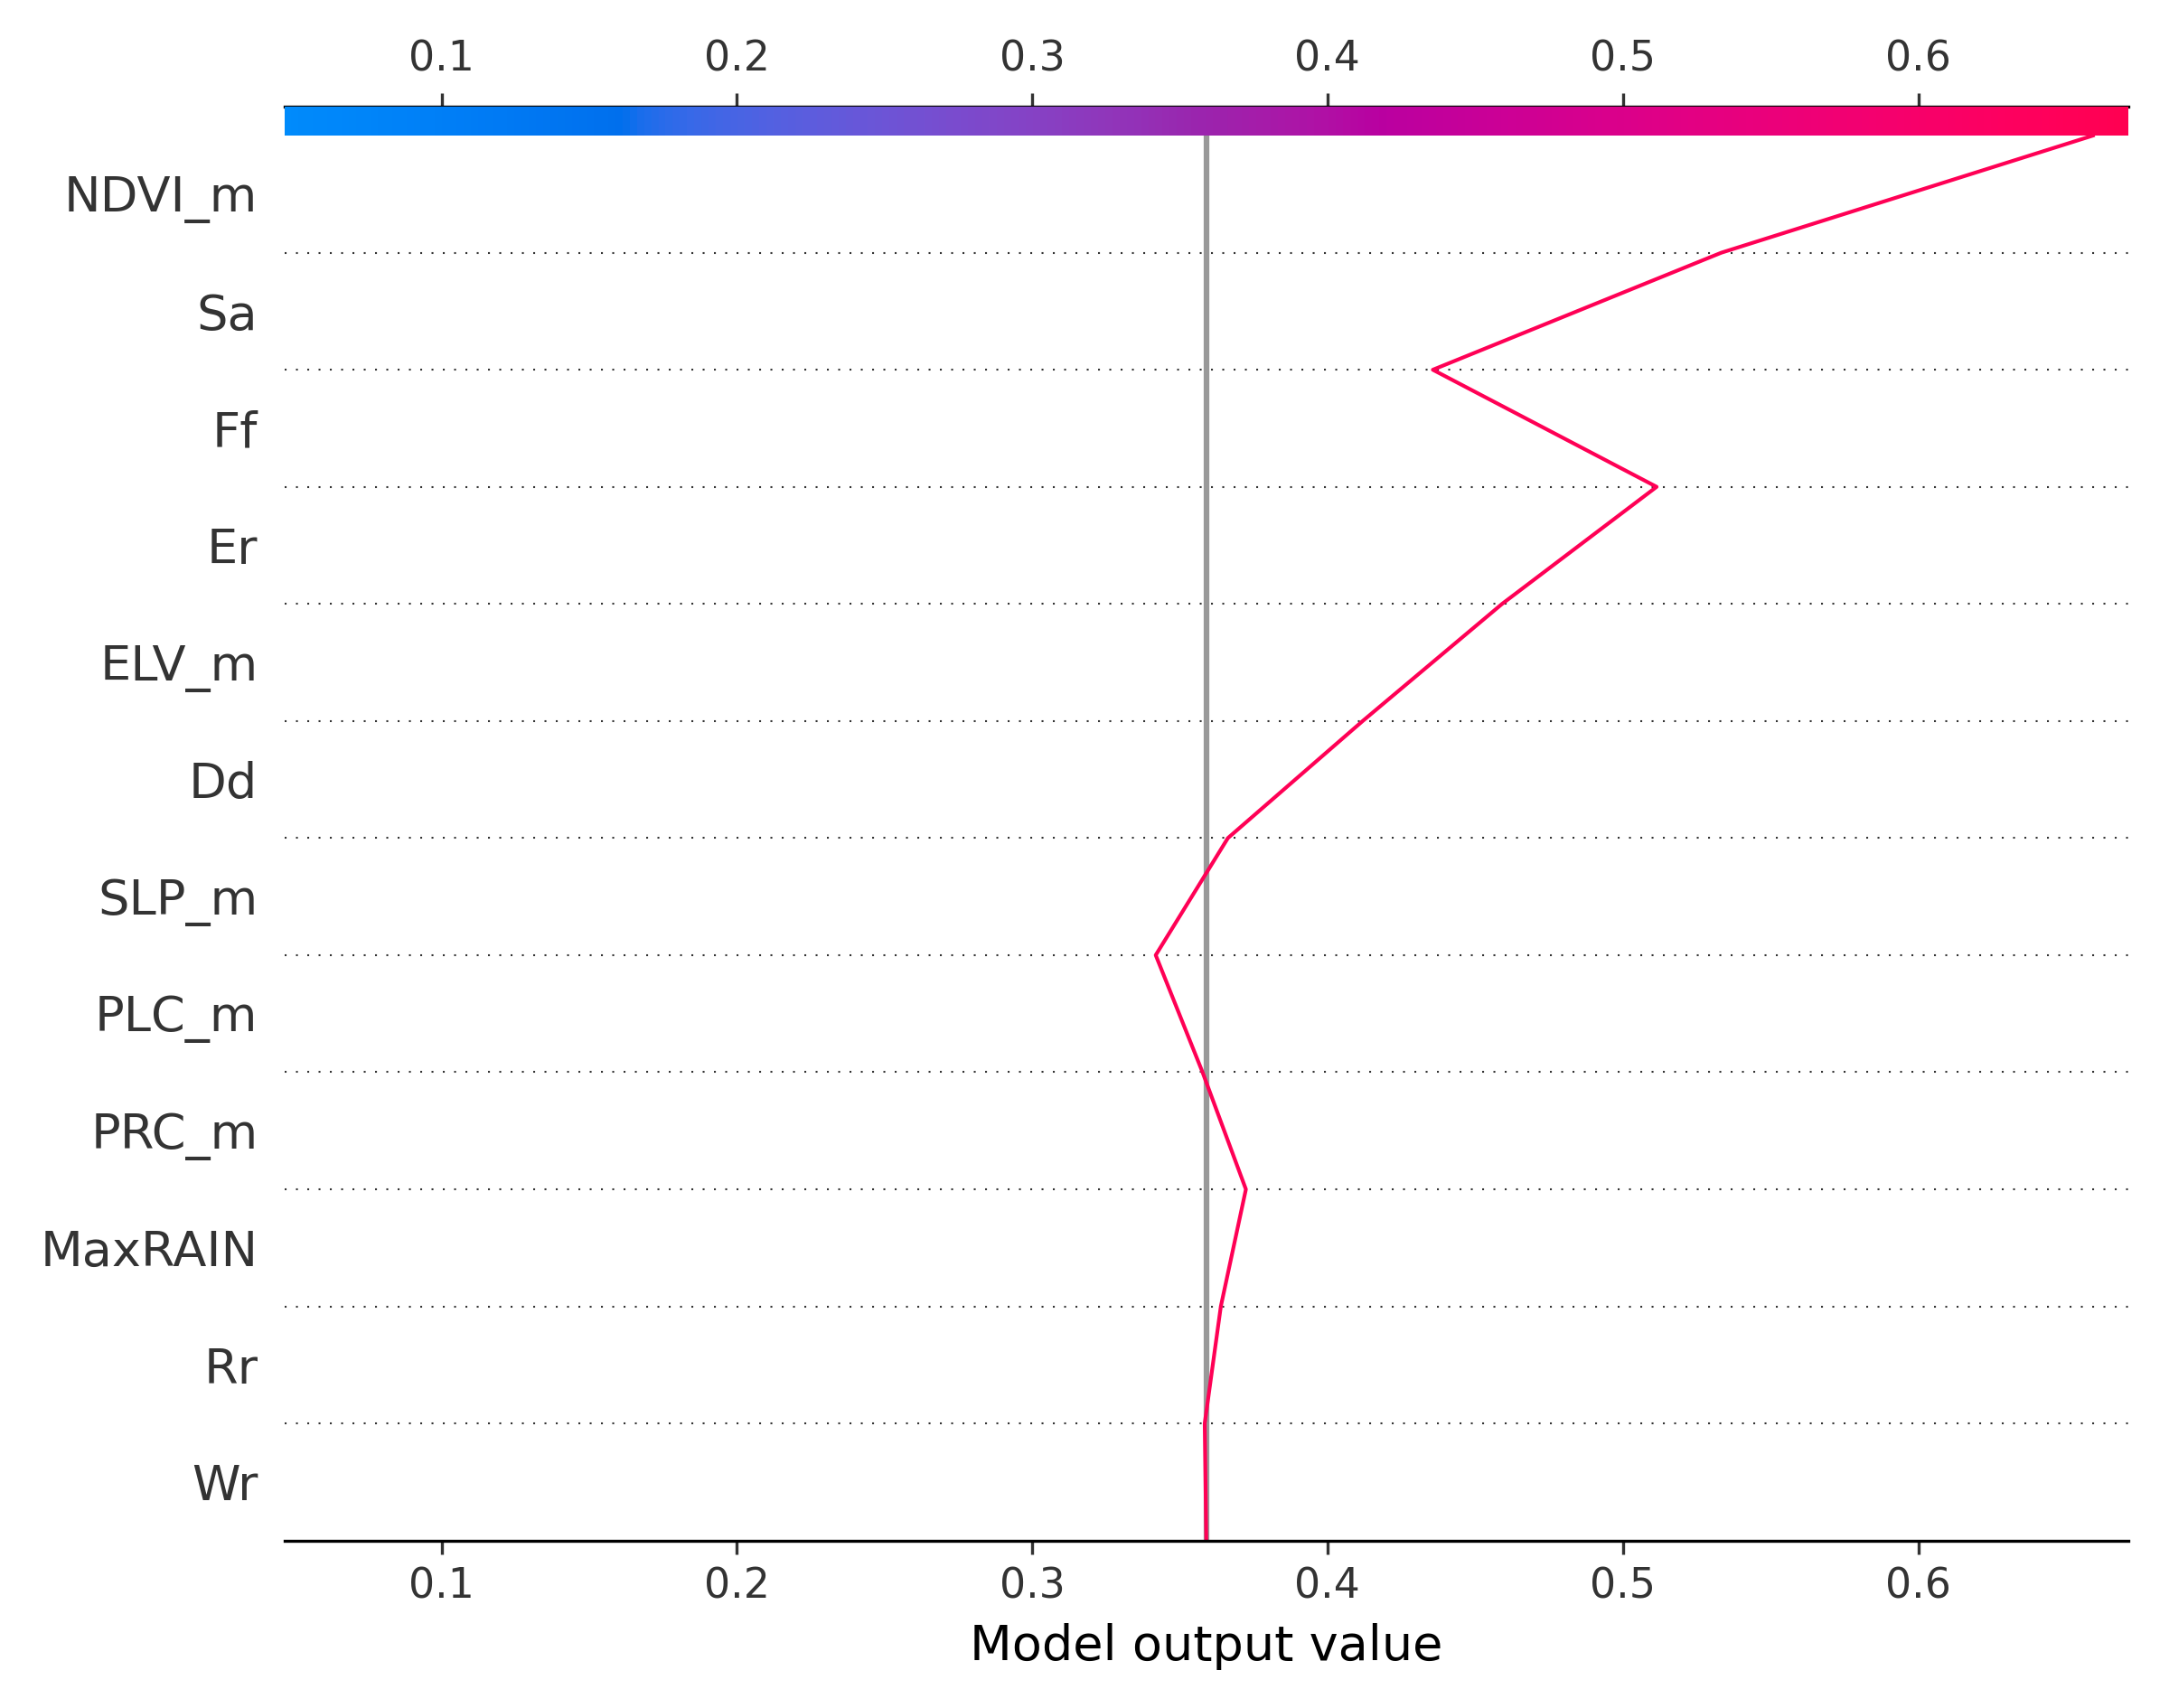 0.1 0.2 0.3 0.4 0.5 0.6
NDVI_m
Sa
Ff
Er
ELV_m
Dd
SLP_m
PLC_m
PRC_m
MaxRAIN
Rr
Wr
0.1 0.2 0.3 0.4 0.5 0.6
Model output value